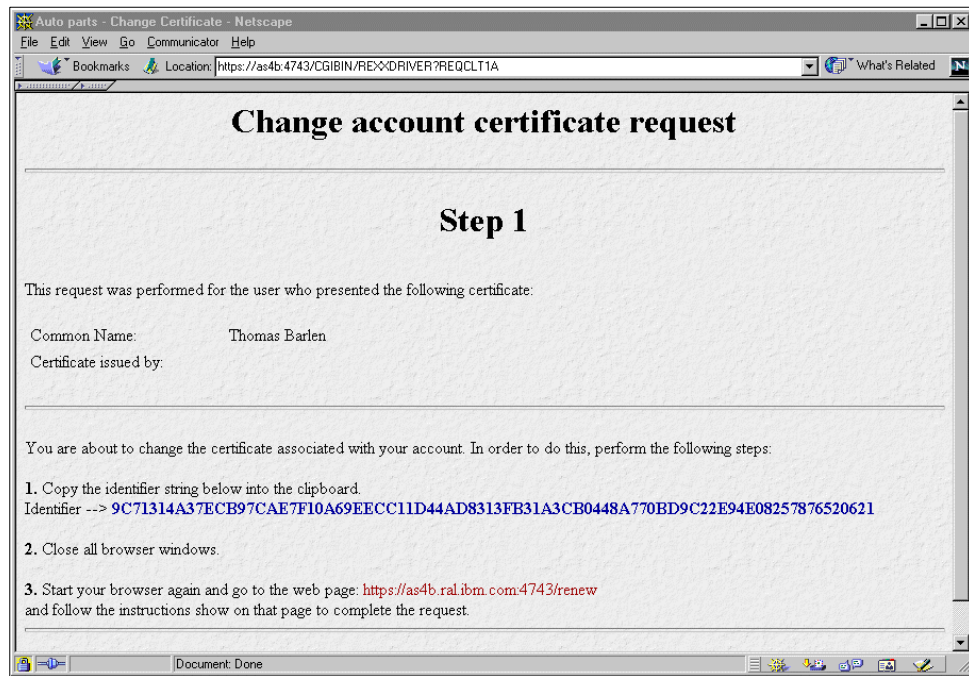 Auto parts - Change Certificate - Netscape
File Edit View Go Communicator Help
Bookmarks Location: https://as4b:4743/CGIBIN/REXXDRIVER?REQCLT1A What's Related N
Change account certificate request
Step 1
This request was performed for the user who presented the following certificate:
Common Name: Thomas Barlen
Certificate issued by:
You are about to change the certificate associated with your account. In order to do this, perform the following steps:
1. Copy the identifier string below into the clipboard.
Identifier --> 9C71314A37ECB97CAE7F10A69EECC11D44AD8313FB31A3CB0448A770BD9C22E94E08257876520621
2. Close all browser windows.
3. Start your browser again and go to the web page: https://as4b.ral.ibm.com:4743/renew
and follow the instructions show on that page to complete the request.
Document: Done